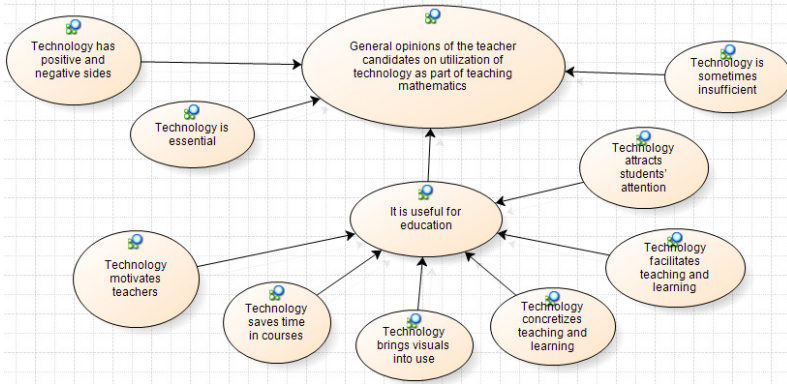 Technology has
positive and
negative sides
General opinions of the teacher
candidates on utilization of
technology as part of teaching
mathematics
Technology is
sometimes
insufficient
Technology is
essential
Technology
attracts
students'
attention
It is useful for
education
Technology
motivates
teachers
Technology
facilitates
teaching and
learning
Technology
saves time
in courses
Technology
brings visuals
into use
Technology
concretizes
teaching and
learning